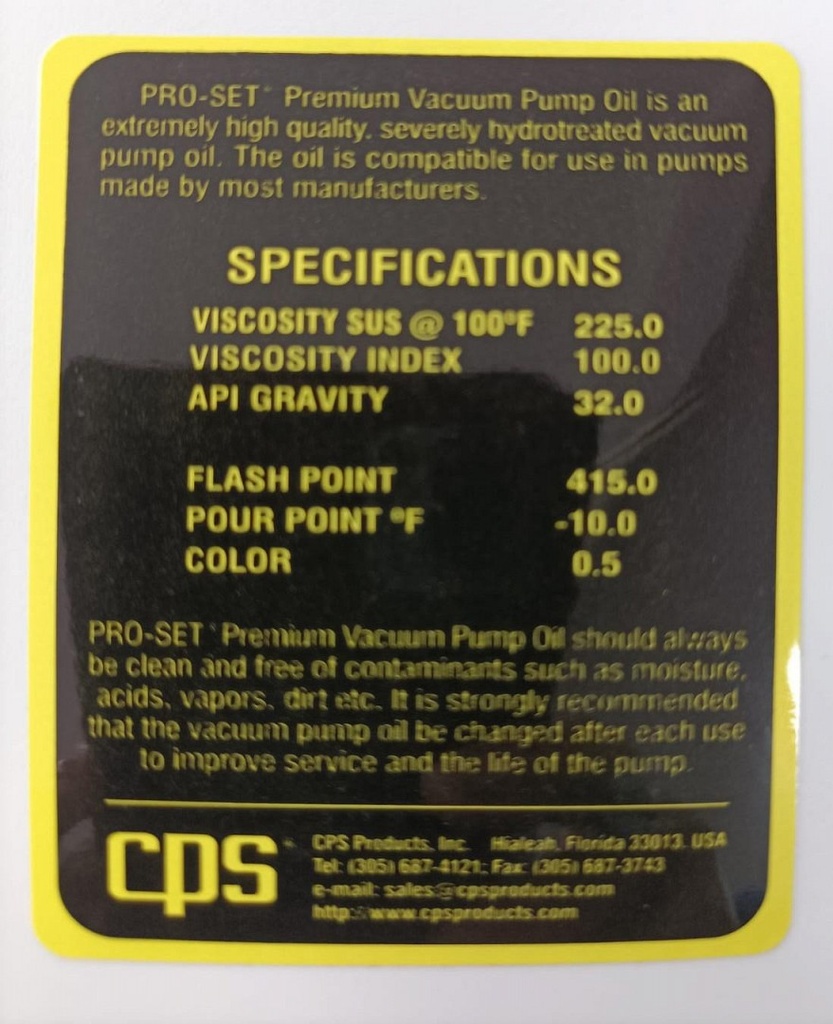 PRO-SET Premium Vacuum Pump Oil is an
extremely high quality, severely hydrotreated vacuum
pump oil. The oil is compatible for use in pumps
made by most manufacturers.
SPECIFICATIONS
VISCOSITY SUS @ 100°F 225.0
VISCOSITY INDEX 100.0
API GRAVITY 32.0
FLASH POINT 415.0
POUR POINT °F -10.0
COLOR 0.5
PRO-SET Premium Vacuum Pump Oil should always
be clean and free of contaminants such as moisture,
acids, vapors, dirt etc. It is strongly recommended
that the vacuum pump oil be changed after each use
to improve service and the life of the pump.
cps
CPS Products, Inc. Hialeah, Florida 33013, USA
Tel: (305) 687-4121; Fax: (305) 687-3743
e-mail: sales@cpsproducts.com
http://www.cpsproducts.com